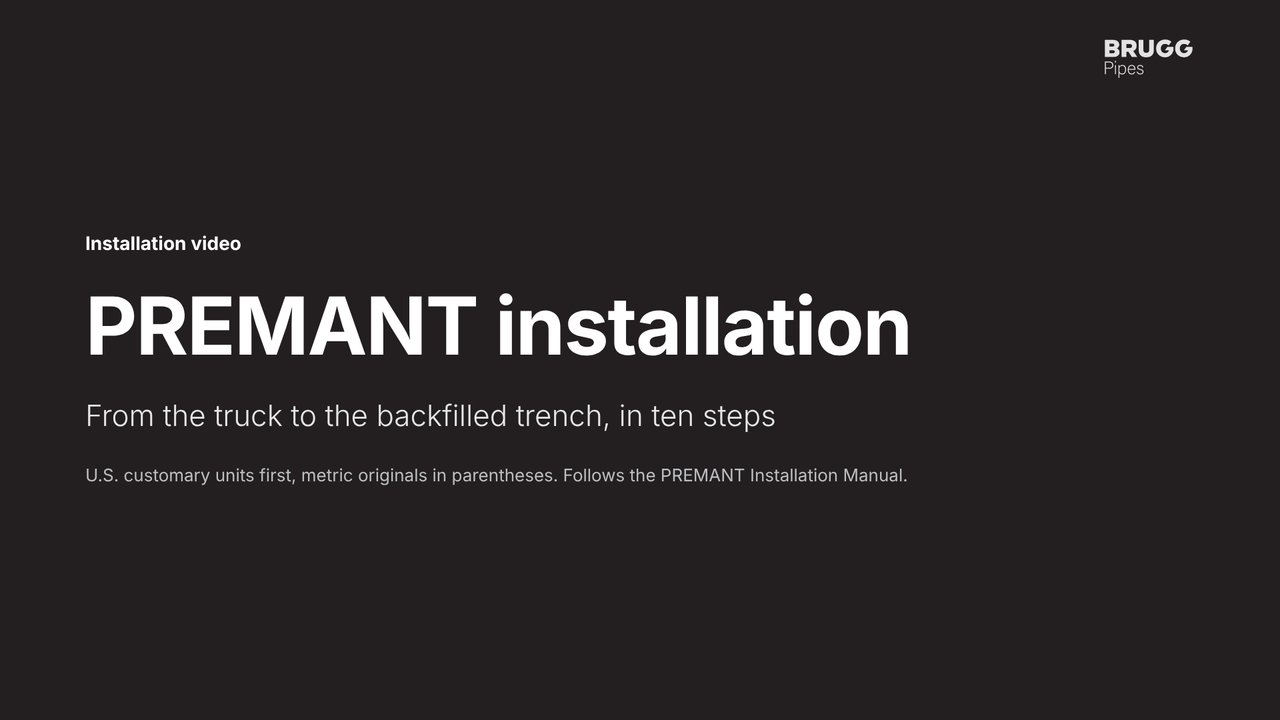 BRUGG
Pipes
Installation video
PREMANT installation
From the truck to the backfilled trench, in ten steps
U.S. customary units first, metric originals in parentheses. Follows the PREMANT Installation Manual.